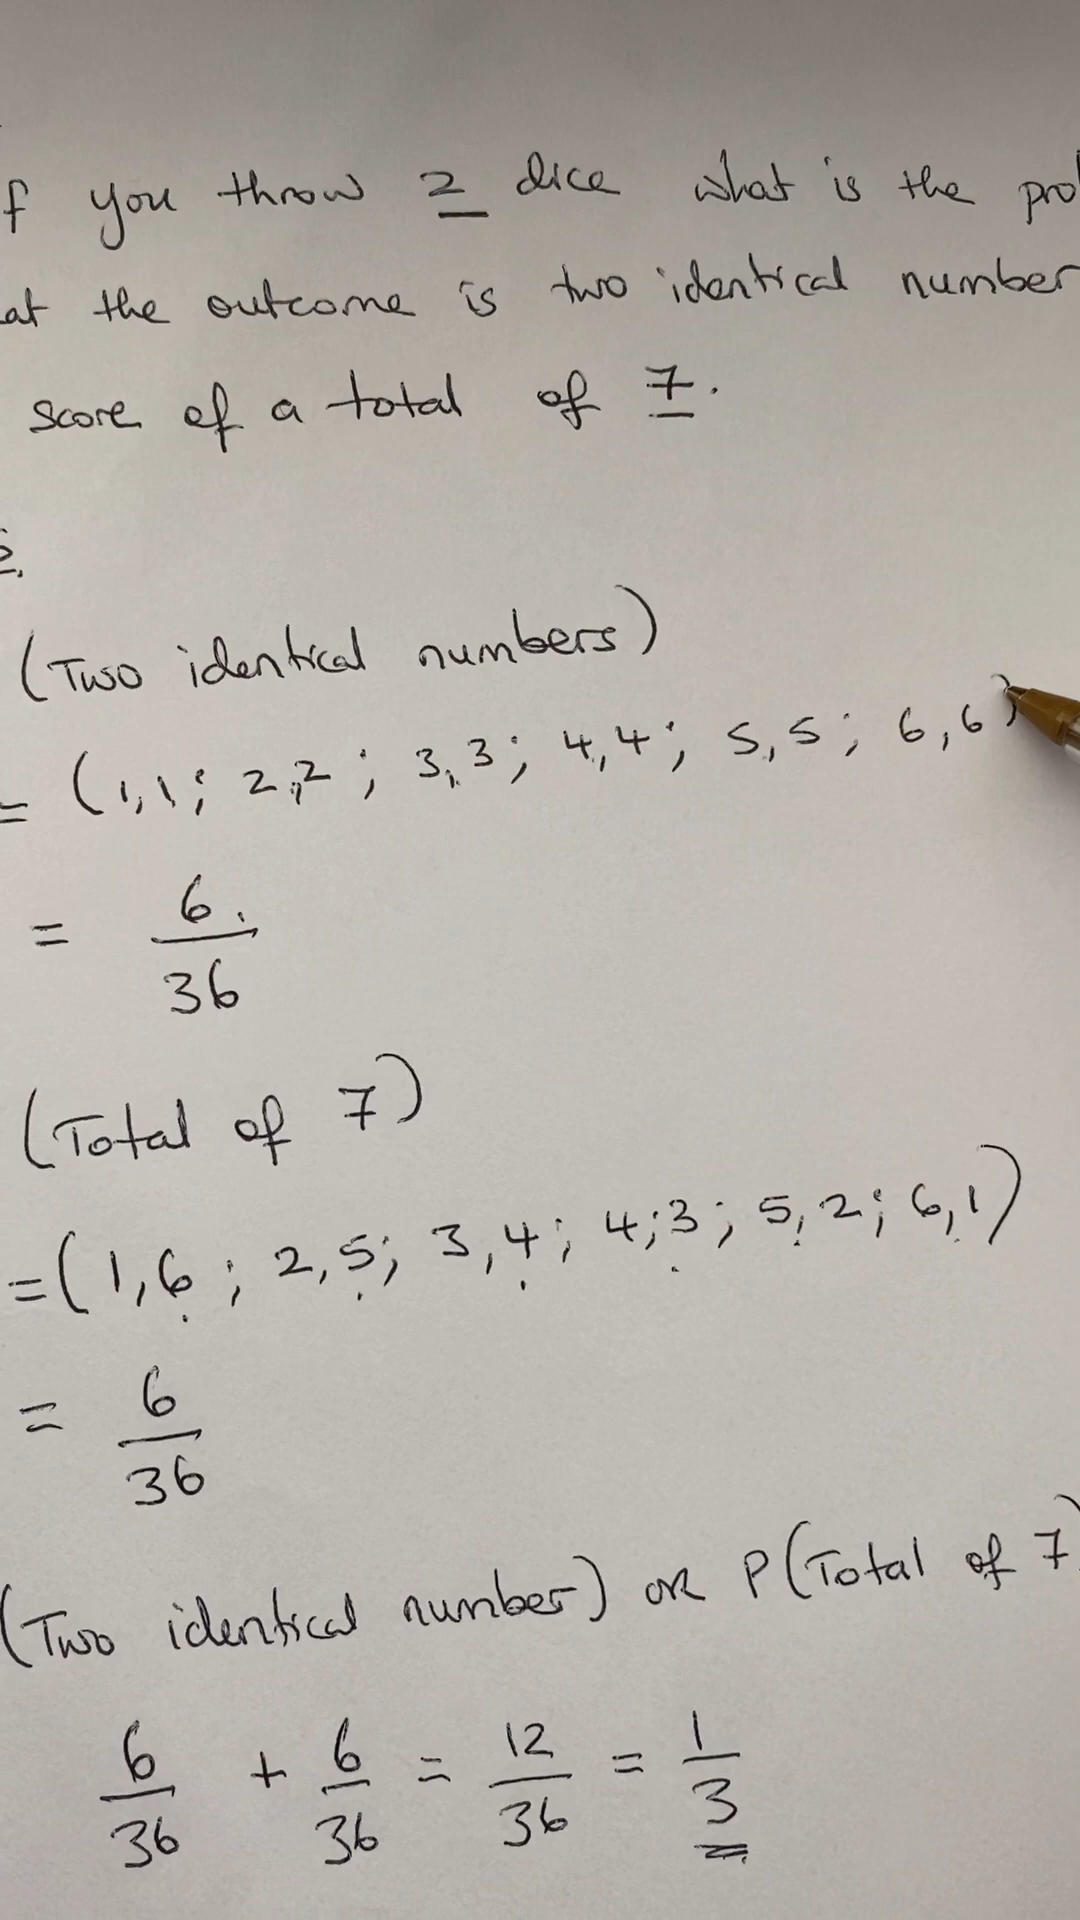 f you throw 2 dice what is the pro
at the outcome is two identical number
score of a total of 7.
(Two identical numbers)
= (1,1; 2,2; 3,3; 4,4; 5,5; 6,6)
= 6/36
(Total of 7)
=(1,6; 2,5; 3,4; 4;3; 5,2; 6,1)
= 6/36
(Two identical number) or P(Total of 7)
6/36 + 6/36 = 12/36 = 1/3